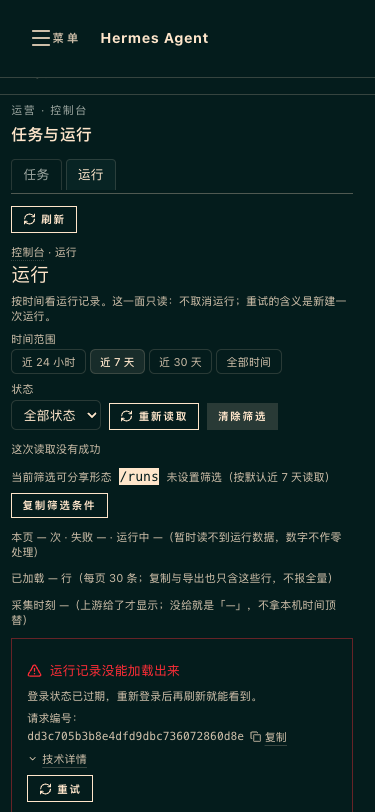 菜单 Hermes Agent
运营 · 控制台
任务与运行
任务 运行
刷新
控制台 · 运行
运行
按时间看运行记录。这一面只读：不取消运行；重试的含义是新建一
次运行。
时间范围
近 24 小时 近 7 天 近 30 天 全部时间
状态
全部状态 重新读取 清除筛选
这次读取没有成功
当前筛选可分享形态 /runs 未设置筛选（按默认近 7 天读取）
复制筛选条件
本页 — 次 · 失败 — · 运行中 —（暂时读不到运行数据，数字不作零
处理）
已加载 — 行（每页 30 条；复制与导出也只含这些行，不报全量）
采集时刻 —（上游给了才显示；没给就是「—」，不拿本机时间顶
替）
运行记录没能加载出来
登录状态已过期，重新登录后再刷新就能看到。
请求编号：
dd3c705b3b8e4dfd9dbc736072860d8e 复制
技术详情
重试